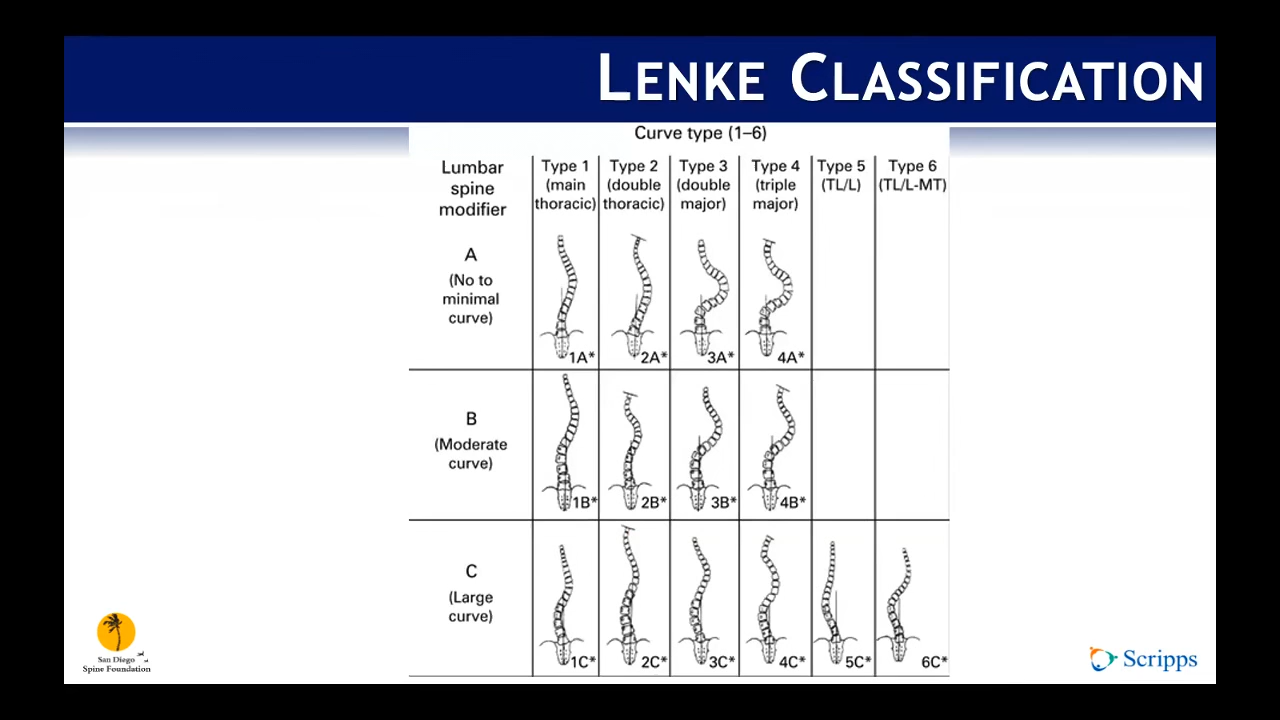 LENKE CLASSIFICATION
Curve type (1–6)
Lumbar
spine
modifier
Type 1
(main
thoracic)
Type 2
(double
thoracic)
Type 3
(double
major)
Type 4
(triple
major)
Type 5
(TL/L)
Type 6
(TL/L-MT)
A
(No to
minimal
curve)
1A*
2A*
3A*
4A*
B
(Moderate
curve)
1B*
2B*
3B*
4B*
C
(Large
curve)
1C*
2C*
3C*
4C*
5C*
6C*
San Diego
Spine Foundation
Scripps